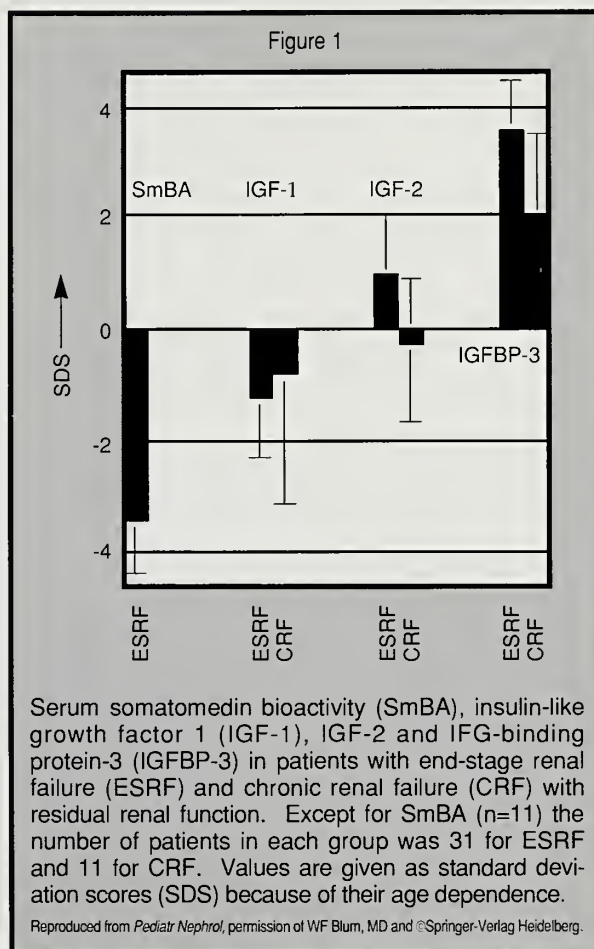 Figure 1
4
SmBA IGF-1 IGF-2
2
0
IGFBP-3
SDS
-2
-4
ESRF ESRF CRF ESRF CRF ESRF CRF
Serum somatomedin bioactivity (SmBA), insulin-like
growth factor 1 (IGF-1), IGF-2 and IFG-binding
protein-3 (IGFBP-3) in patients with end-stage renal
failure (ESRF) and chronic renal failure (CRF) with
residual renal function. Except for SmBA (n=11) the
number of patients in each group was 31 for ESRF
and 11 for CRF. Values are given as standard devi-
ation scores (SDS) because of their age dependence.
Reproduced from Pediatr Nephrol, permission of WF Blum, MD and ©Springer-Verlag Heidelberg.